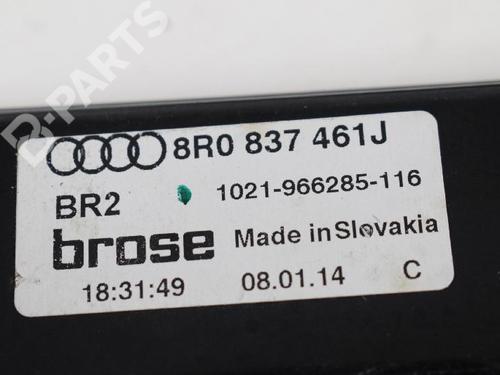 B-PARTS
8R0 837 461J
BR2 1021-966285-116
brose Made in Slovakia
18:31:49 08.01.14 C